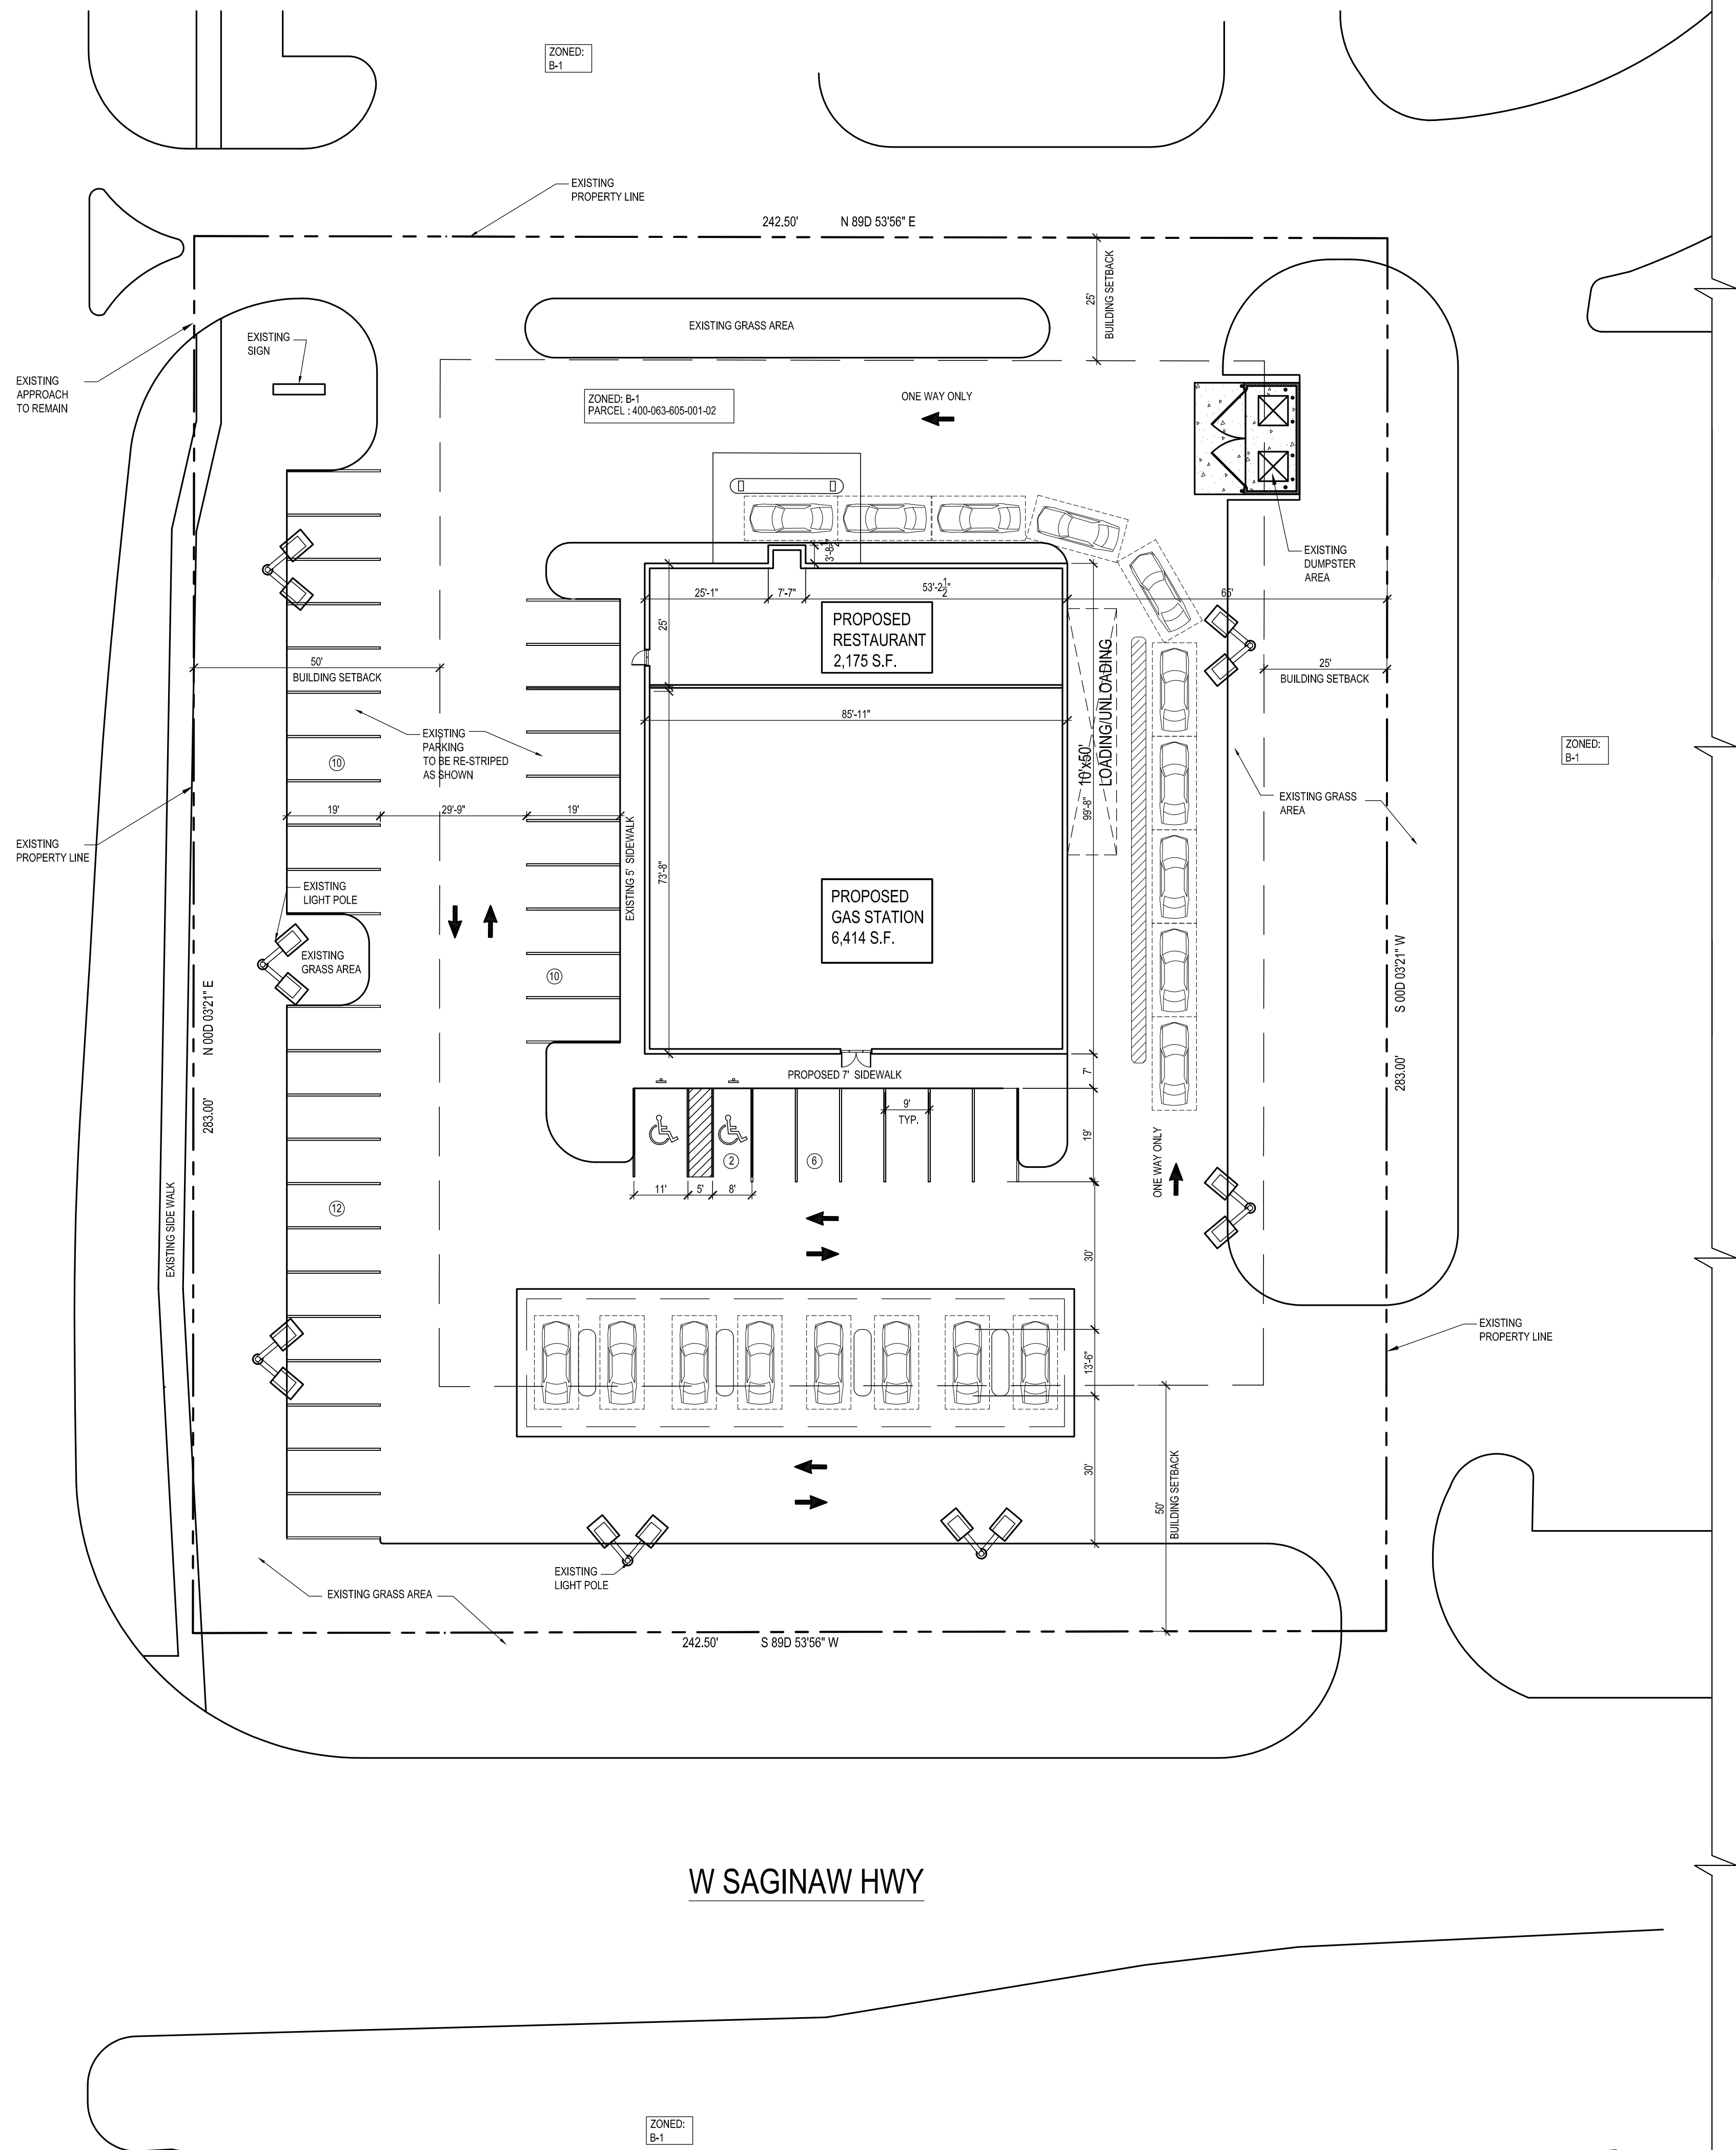 ZONED:
B-1
EXISTING
PROPERTY LINE
242.50' N 89D 53'56" E
25'
BUILDING SETBACK
EXISTING GRASS AREA
EXISTING
SIGN
EXISTING
APPROACH
TO REMAIN
ZONED: B-1
PARCEL : 400-063-605-001-02
ONE WAY ONLY
EXISTING
DUMPSTER
AREA
3'-8 1/2"
25'-1"
7'-7"
53'-2 1/2"
65'
25'
PROPOSED
RESTAURANT
2,175 S.F.
50'
BUILDING SETBACK
25'
BUILDING SETBACK
85'-11"
10'x50'
LOADING/UNLOADING
99'-8"
EXISTING
PARKING
TO BE RE-STRIPED
AS SHOWN
10
ZONED:
B-1
EXISTING GRASS
AREA
19'
29'-9"
19'
EXISTING
PROPERTY LINE
EXISTING 5' SIDEWALK
73'-8"
EXISTING
LIGHT POLE
PROPOSED
GAS STATION
6,414 S.F.
EXISTING
GRASS AREA
10
N 00D 03'21" E
283.00'
S 00D 03'21" W
283.00'
PROPOSED 7' SIDEWALK
7'
9'
TYP.
19'
2
6
11'
5'
8'
ONE WAY ONLY
12
EXISTING SIDE WALK
30'
EXISTING
PROPERTY LINE
13'-6"
30'
50'
BUILDING SETBACK
EXISTING
LIGHT POLE
EXISTING GRASS AREA
242.50' S 89D 53'56" W
W SAGINAW HWY
ZONED:
B-1